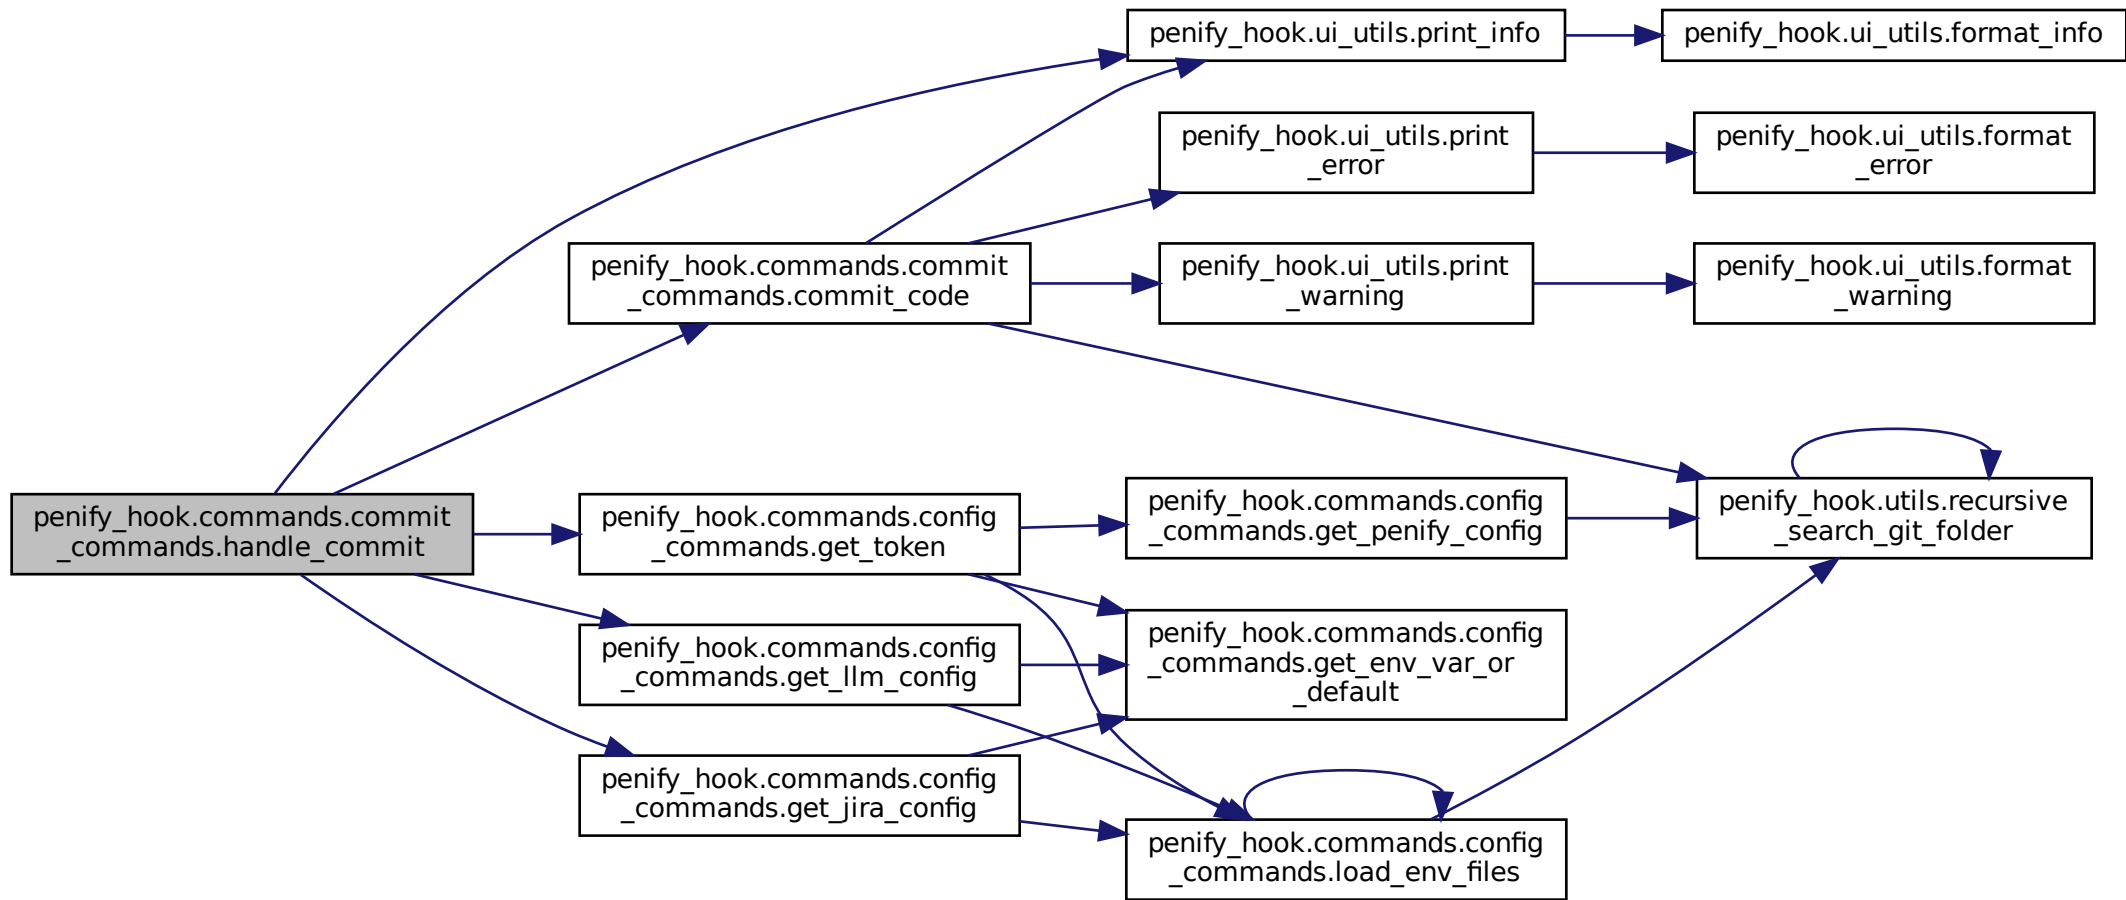 penify_hook.ui_utils.print_info
penify_hook.ui_utils.format_info
penify_hook.ui_utils.print
_error
penify_hook.ui_utils.format
_error
penify_hook.commands.commit
_commands.commit_code
penify_hook.ui_utils.print
_warning
penify_hook.ui_utils.format
_warning
penify_hook.commands.commit
_commands.handle_commit
penify_hook.commands.config
_commands.get_token
penify_hook.commands.config
_commands.get_penify_config
penify_hook.utils.recursive
_search_git_folder
penify_hook.commands.config
_commands.get_llm_config
penify_hook.commands.config
_commands.get_env_var_or
_default
penify_hook.commands.config
_commands.get_jira_config
penify_hook.commands.config
_commands.load_env_files